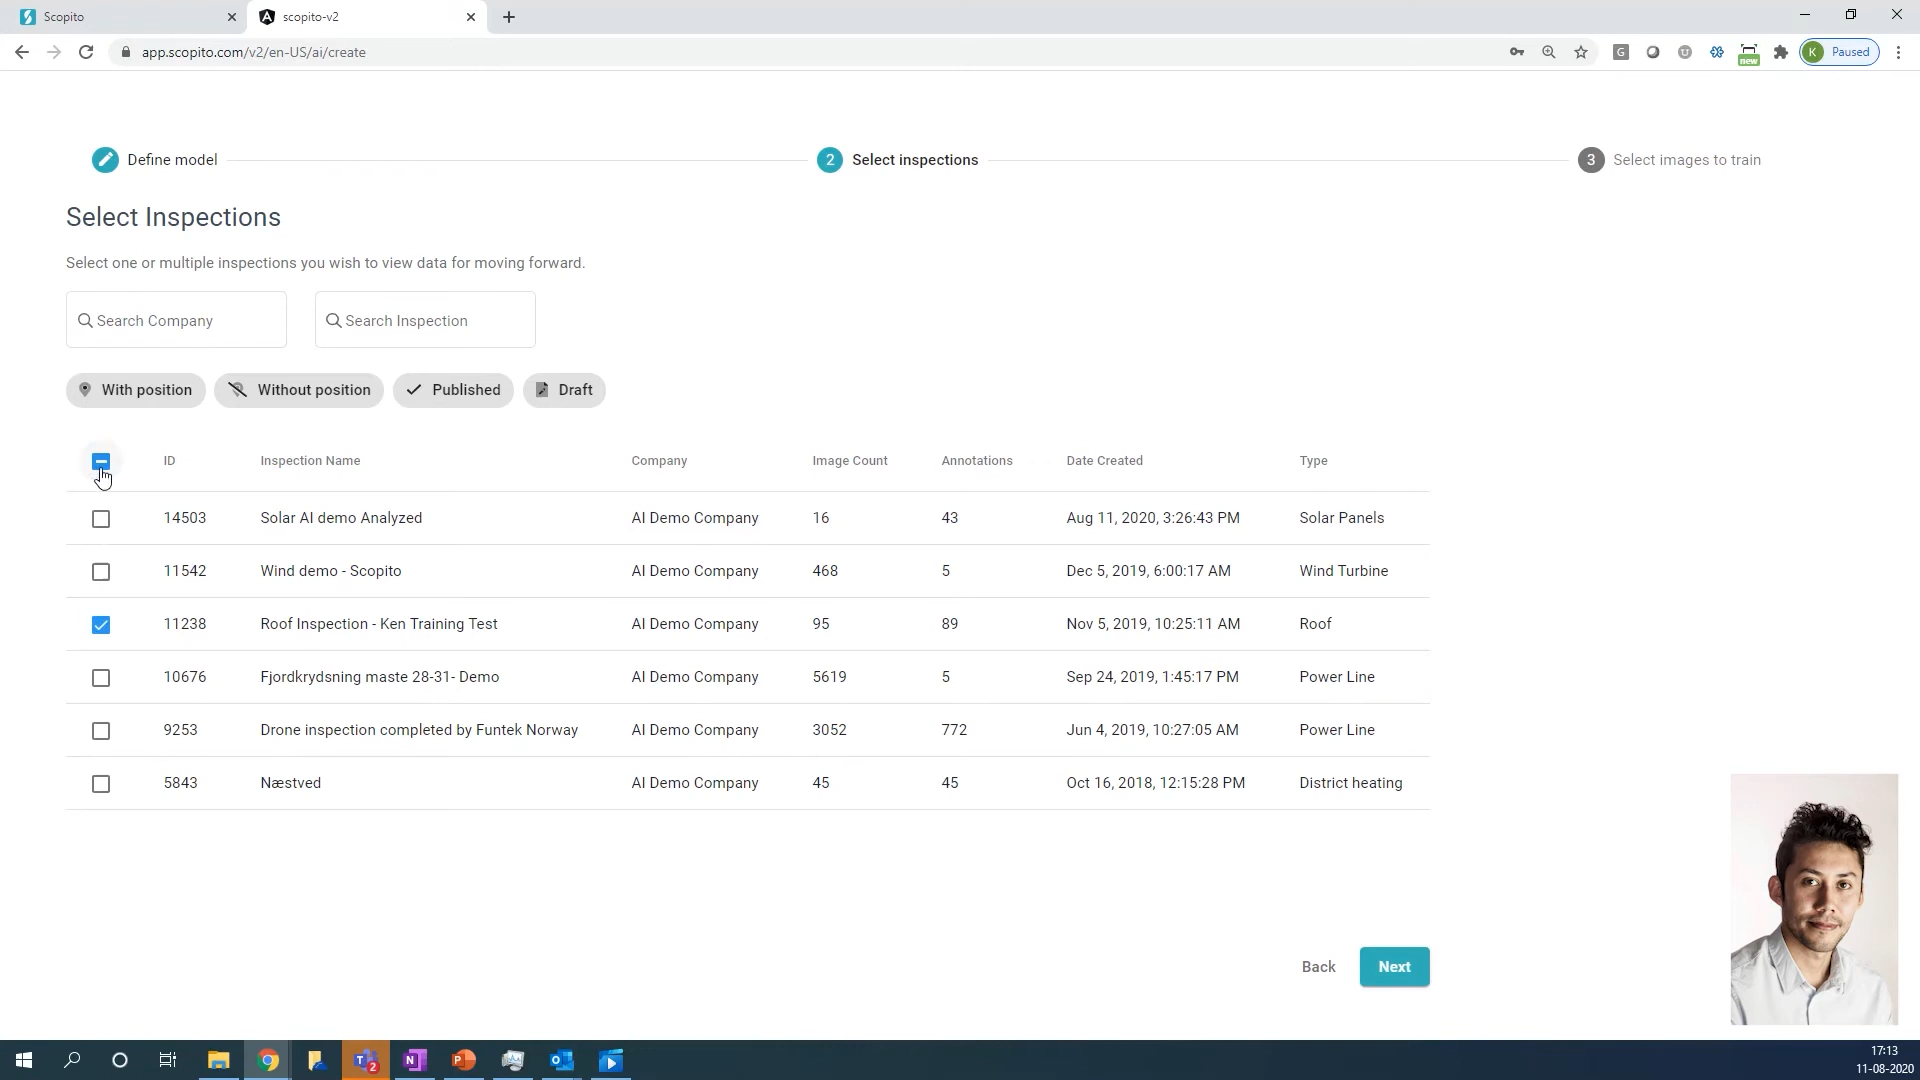 Scopito
scopito-v2
app.scopito.com/v2/en-US/ai/create
G
U
new
K Paused
Define model
2 Select inspections
3 Select images to train
Select Inspections
Select one or multiple inspections you wish to view data for moving forward.
Search Company
Search Inspection
With position
Without position
Published
Draft
ID Inspection Name Company Image Count Annotations Date Created Type
14503 Solar AI demo Analyzed AI Demo Company 16 43 Aug 11, 2020, 3:26:43 PM Solar Panels
11542 Wind demo - Scopito AI Demo Company 468 5 Dec 5, 2019, 6:00:17 AM Wind Turbine
11238 Roof Inspection - Ken Training Test AI Demo Company 95 89 Nov 5, 2019, 10:25:11 AM Roof
10676 Fjordkrydsning maste 28-31- Demo AI Demo Company 5619 5 Sep 24, 2019, 1:45:17 PM Power Line
9253 Drone inspection completed by Funtek Norway AI Demo Company 3052 772 Jun 4, 2019, 10:27:05 AM Power Line
5843 Næstved AI Demo Company 45 45 Oct 16, 2018, 12:15:28 PM District heating
Back
Next
T 2
N
P
O
17:13
11-08-2020